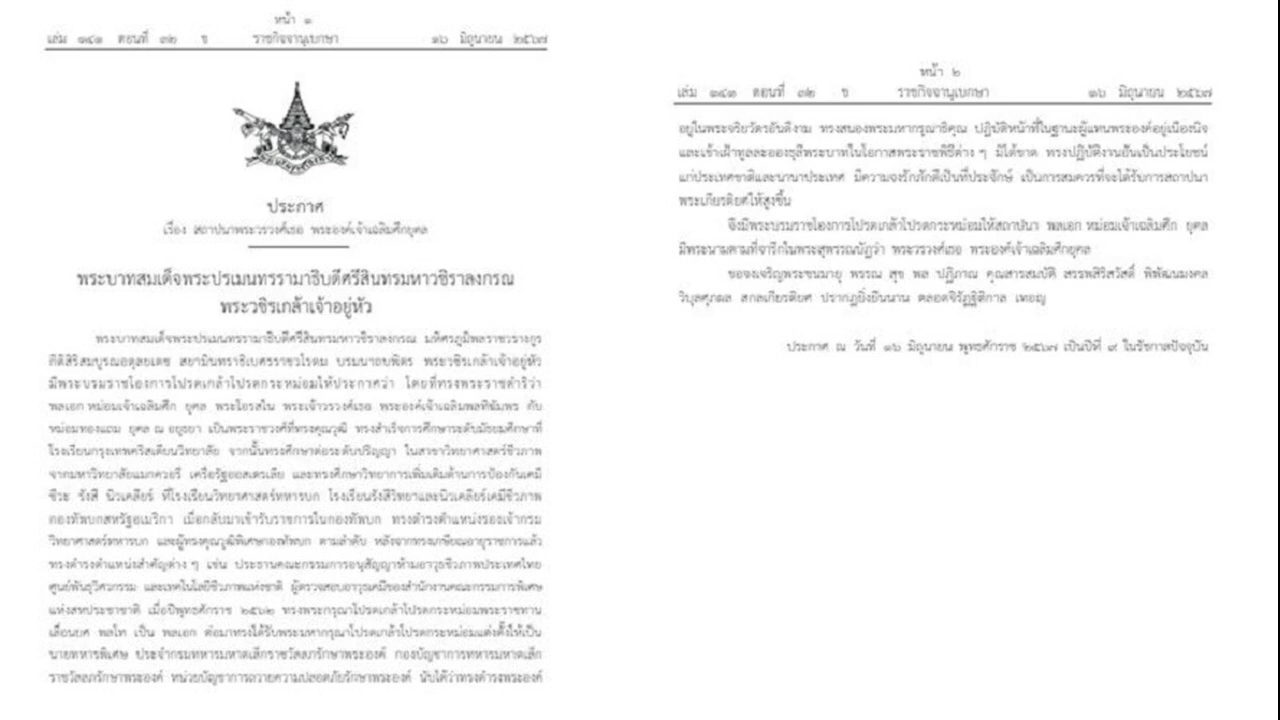 หน้า ๑
เล่ม ๑๔๑ ตอนที่ ๓๒ ข ราชกิจจานุเบกษา ๑๖ มิถุนายน ๒๕๖๗
ประกาศ
เรื่อง สถาปนาพระวรวงศ์เธอ พระองค์เจ้าเฉลิมศึกยุคล
พระบาทสมเด็จพระปรเมนทรรามาธิบดีศรีสินทรมหาวชิราลงกรณ
พระวชิรเกล้าเจ้าอยู่หัว
พระบาทสมเด็จพระปรเมนทรรามาธิบดีศรีสินทรมหาวชิราลงกรณ มหิศรภูมิพลราชวรางกูร
กิติสิริสมบูรณอดุลยเดช สยามินทราธิเบศรราชวโรดม บรมนาถบพิตร พระวชิรเกล้าเจ้าอยู่หัว
มีพระบรมราชโองการโปรดเกล้าโปรดกระหม่อมให้ประกาศว่า โดยที่ทรงพระราชดำริว่า
พลเอก หม่อมเจ้าเฉลิมศึก ยุคล พระโอรสใน พระเจ้าวรวงศ์เธอ พระองค์เจ้าเฉลิมพลทิฆัมพร กับ
หม่อมทองแถม ยุคล ณ อยุธยา เป็นพระราชวงศ์ที่ทรงคุณวุฒิ ทรงสำเร็จการศึกษาระดับมัธยมศึกษาที่
โรงเรียนกรุงเทพคริสเตียนวิทยาลัย จากนั้นทรงศึกษาต่อระดับปริญญา ในสาขาวิทยาศาสตร์ชีวภาพ
จากมหาวิทยาลัยแมกควอรี เครือรัฐออสเตรเลีย และทรงศึกษาวิทยาการเพิ่มเติมด้านการป้องกันเคมี
ชีวะ รังสี นิวเคลียร์ ที่โรงเรียนวิทยาศาสตร์ทหารบก โรงเรียนรังสีวิทยาและนิวเคลียร์เคมีชีวภาพ
กองทัพบกสหรัฐอเมริกา เมื่อกลับมาเข้ารับราชการในกองทัพบก ทรงดำรงตำแหน่งรองเจ้ากรม
วิทยาศาสตร์ทหารบก และผู้ทรงคุณวุฒิพิเศษกองทัพบก ตามลำดับ หลังจากทรงเกษียณอายุราชการแล้ว
ทรงดำรงตำแหน่งสำคัญต่าง ๆ เช่น ประธานคณะกรรมการอนุสัญญาห้ามอาวุธชีวภาพประเทศไทย
ศูนย์พันธุวิศวกรรม และเทคโนโลยีชีวภาพแห่งชาติ ผู้ตรวจสอบอาวุธเคมีของสำนักงานคณะกรรมการพิเศษ
แห่งสหประชาชาติ เมื่อปีพุทธศักราช ๒๕๖๒ ทรงพระกรุณาโปรดเกล้าโปรดกระหม่อมพระราชทาน
เลื่อนยศ พลโท เป็น พลเอก ต่อมาทรงได้รับพระมหากรุณาโปรดเกล้าโปรดกระหม่อมแต่งตั้งให้เป็น
นายทหารพิเศษ ประจำกรมทหารมหาดเล็กราชวัลลภรักษาพระองค์ กองบัญชาการทหารมหาดเล็ก
ราชวัลลภรักษาพระองค์ หน่วยบัญชาการถวายความปลอดภัยรักษาพระองค์ นับได้ว่าทรงดำรงพระองค์
หน้า ๒
เล่ม ๑๔๑ ตอนที่ ๓๒ ข ราชกิจจานุเบกษา ๑๖ มิถุนายน ๒๕๖๗
อยู่ในพระจริยวัตรอันดีงาม ทรงสนองพระมหากรุณาธิคุณ ปฏิบัติหน้าที่ในฐานะผู้แทนพระองค์อยู่เนืองนิจ
และเข้าเฝ้าทูลละอองธุลีพระบาทในโอกาสพระราชพิธีต่าง ๆ มิได้ขาด ทรงปฏิบัติงานอันเป็นประโยชน์
แก่ประเทศชาติและนานาประเทศ มีความจงรักภักดีเป็นที่ประจักษ์ เป็นการสมควรที่จะได้รับการสถาปนา
พระเกียรติยศให้สูงขึ้น
จึงมีพระบรมราชโองการโปรดเกล้าโปรดกระหม่อมให้สถาปนา พลเอก หม่อมเจ้าเฉลิมศึก ยุคล
มีพระนามตามที่จารึกในพระสุพรรณบัฏว่า พระวรวงศ์เธอ พระองค์เจ้าเฉลิมศึกยุคล
ขอจงเจริญพระชนมายุ พรรณ สุข พล ปฏิภาณ คุณสารสมบัติ สรรพสิริสวัสดิ์ พิพัฒนมงคล
วิบุลศุภผล สกลเกียรติยศ ปรากฏยั่งยืนนาน ตลอดจิรัฏฐิติกาล เทอญ
ประกาศ ณ วันที่ ๑๖ มิถุนายน พุทธศักราช ๒๕๖๗ เป็นปีที่ ๙ ในรัชกาลปัจจุบัน